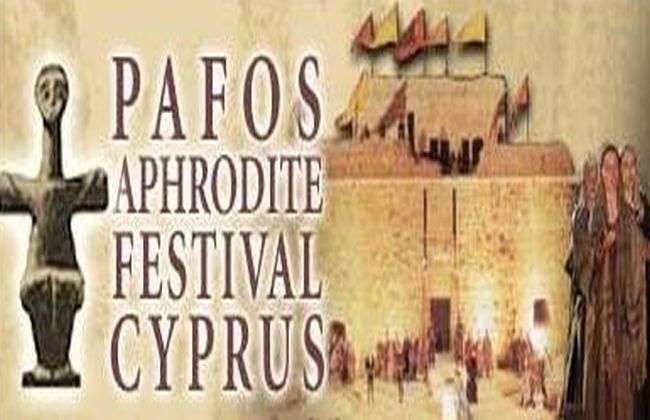 PAFOS
APHRODITE
FESTIVAL
CYPRUS